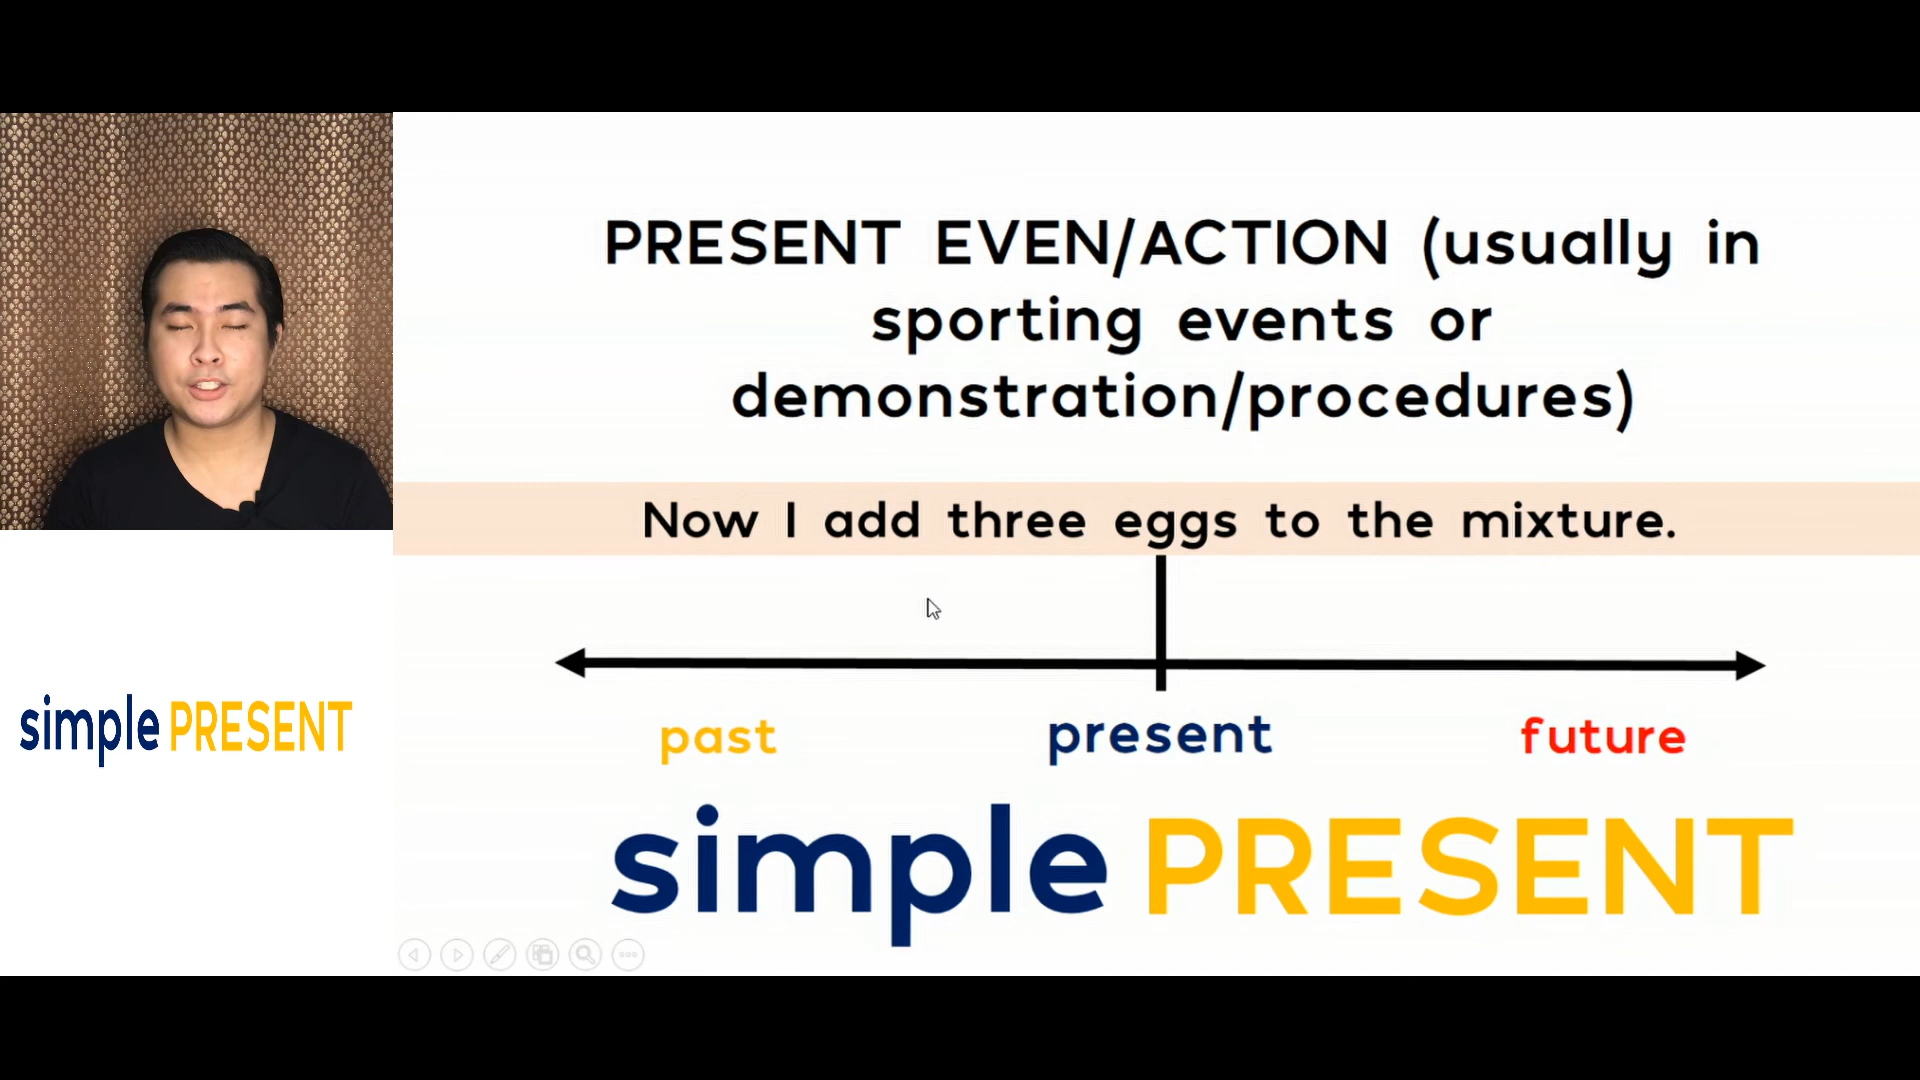 PRESENT EVEN/ACTION (usually in
sporting events or
demonstration/procedures)
Now I add three eggs to the mixture.
past present future
simple PRESENT
simple PRESENT